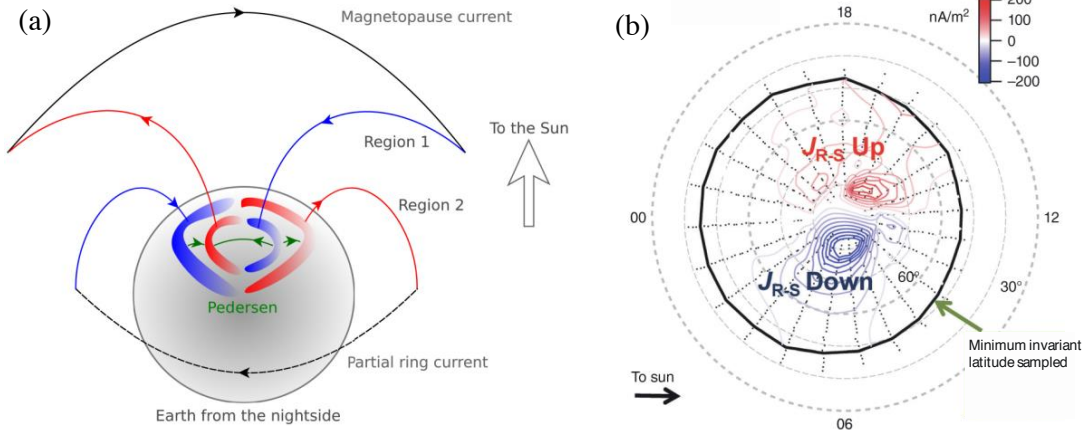 (a)
Magnetopause current
Region 1
To the Sun
Region 2
Pedersen
Partial ring current
Earth from the nightside
(b)
nA/m²
200
100
0
−100
−200
18
J_R-S Up
00
12
J_R-S Down
60°
30°
Minimum invariant
latitude sampled
To sun
06